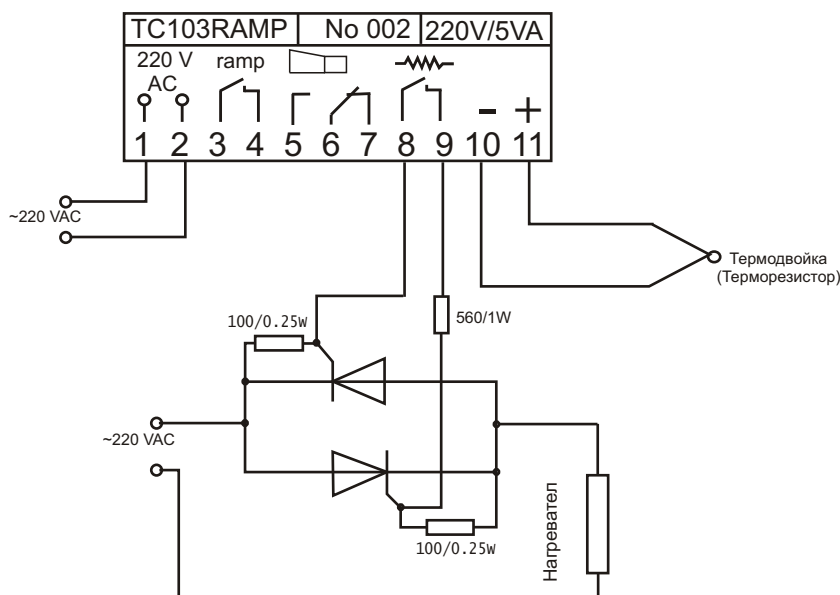 TC103RAMP No 002 220V/5VA
220 V ramp
AC
- +
1 2 3 4 5 6 7 8 9 10 11
~220 VAC
Термодвойка
(Терморезистор)
100/0.25W
560/1W
~220 VAC
100/0.25W
Нагревател